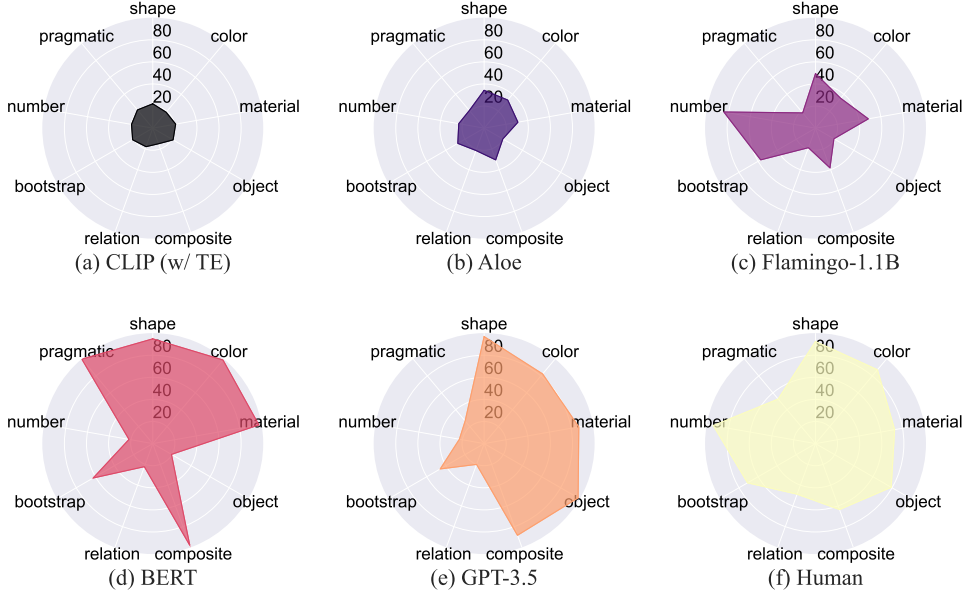 shape
80
pragmatic
color
60
40
20
number
material
bootstrap
object
relation
composite
(a) CLIP (w/ TE)
shape
80
pragmatic
color
60
40
20
number
material
bootstrap
object
relation
composite
(b) Aloe
shape
80
pragmatic
color
60
40
20
number
material
bootstrap
object
relation
composite
(c) Flamingo-1.1B
shape
80
pragmatic
color
60
40
20
number
material
bootstrap
object
relation
composite
(d) BERT
shape
80
pragmatic
color
60
40
20
number
material
bootstrap
object
relation
composite
(e) GPT-3.5
shape
80
pragmatic
color
60
40
20
number
material
bootstrap
object
relation
composite
(f) Human